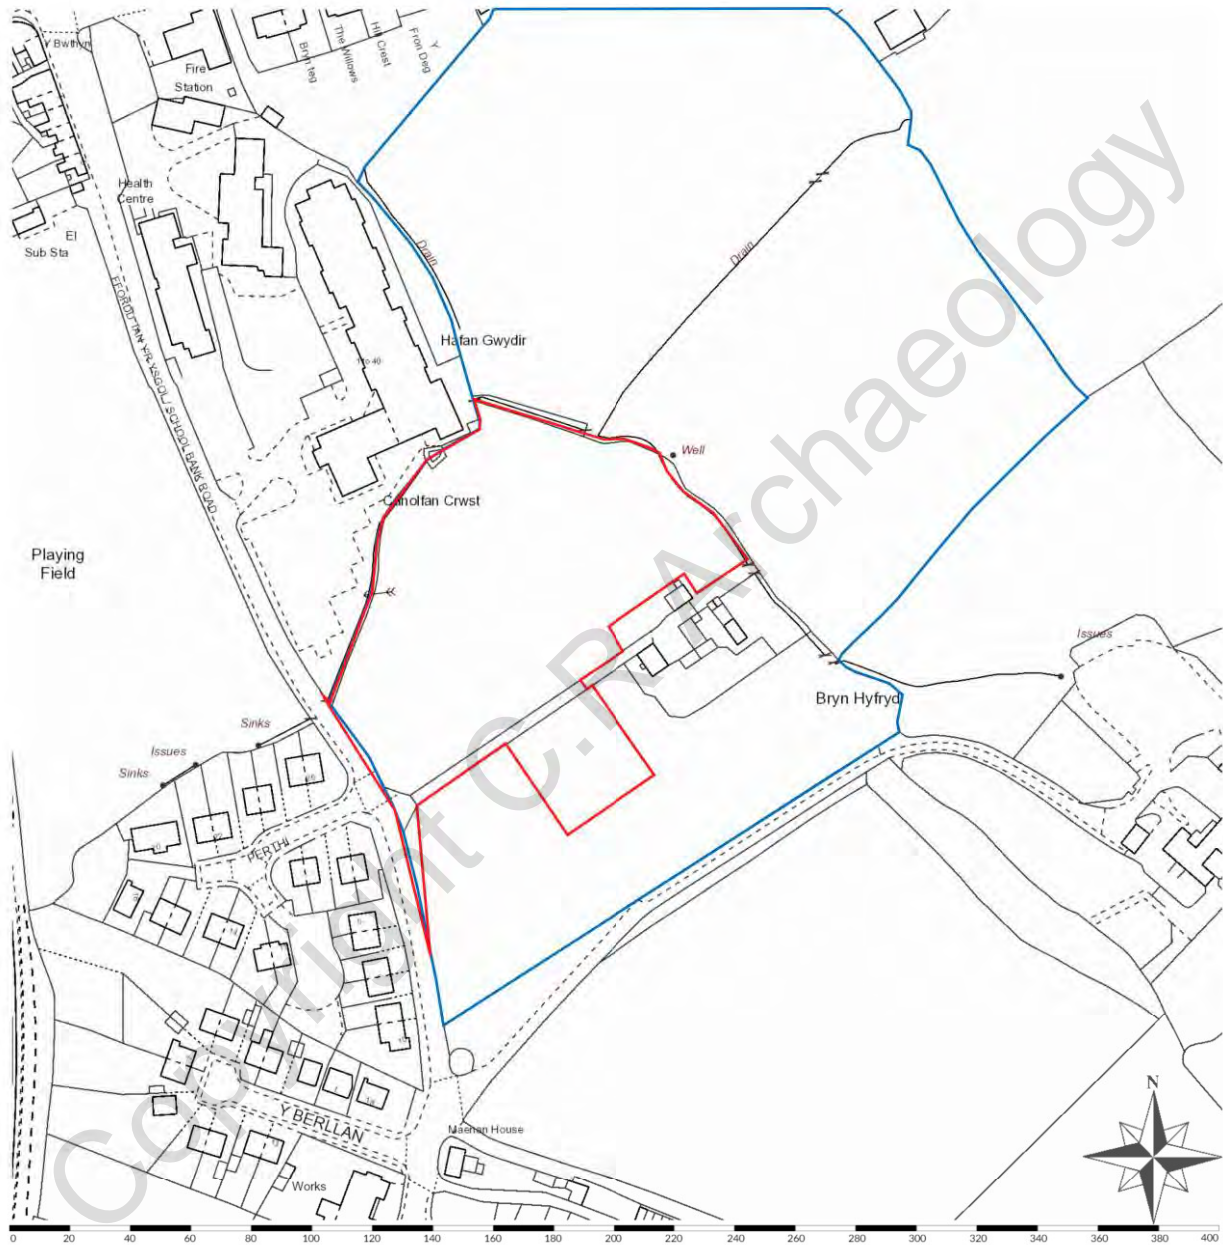 Y Bwthyn
Fire
Station
Bryn teg
The Willows
Hill Crest
Y
Fron Deg
Health
Centre
El
Sub Sta
Drain
Drain
Hafan Gwydir
1 to 40
FFORDD TAN YR YSGOL / SCHOOL BANK ROAD
Well
Canolfan Crwst
Playing
Field
Issues
Bryn Hyfryd
Sinks
Issues
Sinks
PERTHI
Y BERLLAN
Maenan House
Works
N
Copyright C.R Archaeology
0 20 40 60 80 100 120 140 160 180 200 220 240 260 280 300 320 340 360 380 400